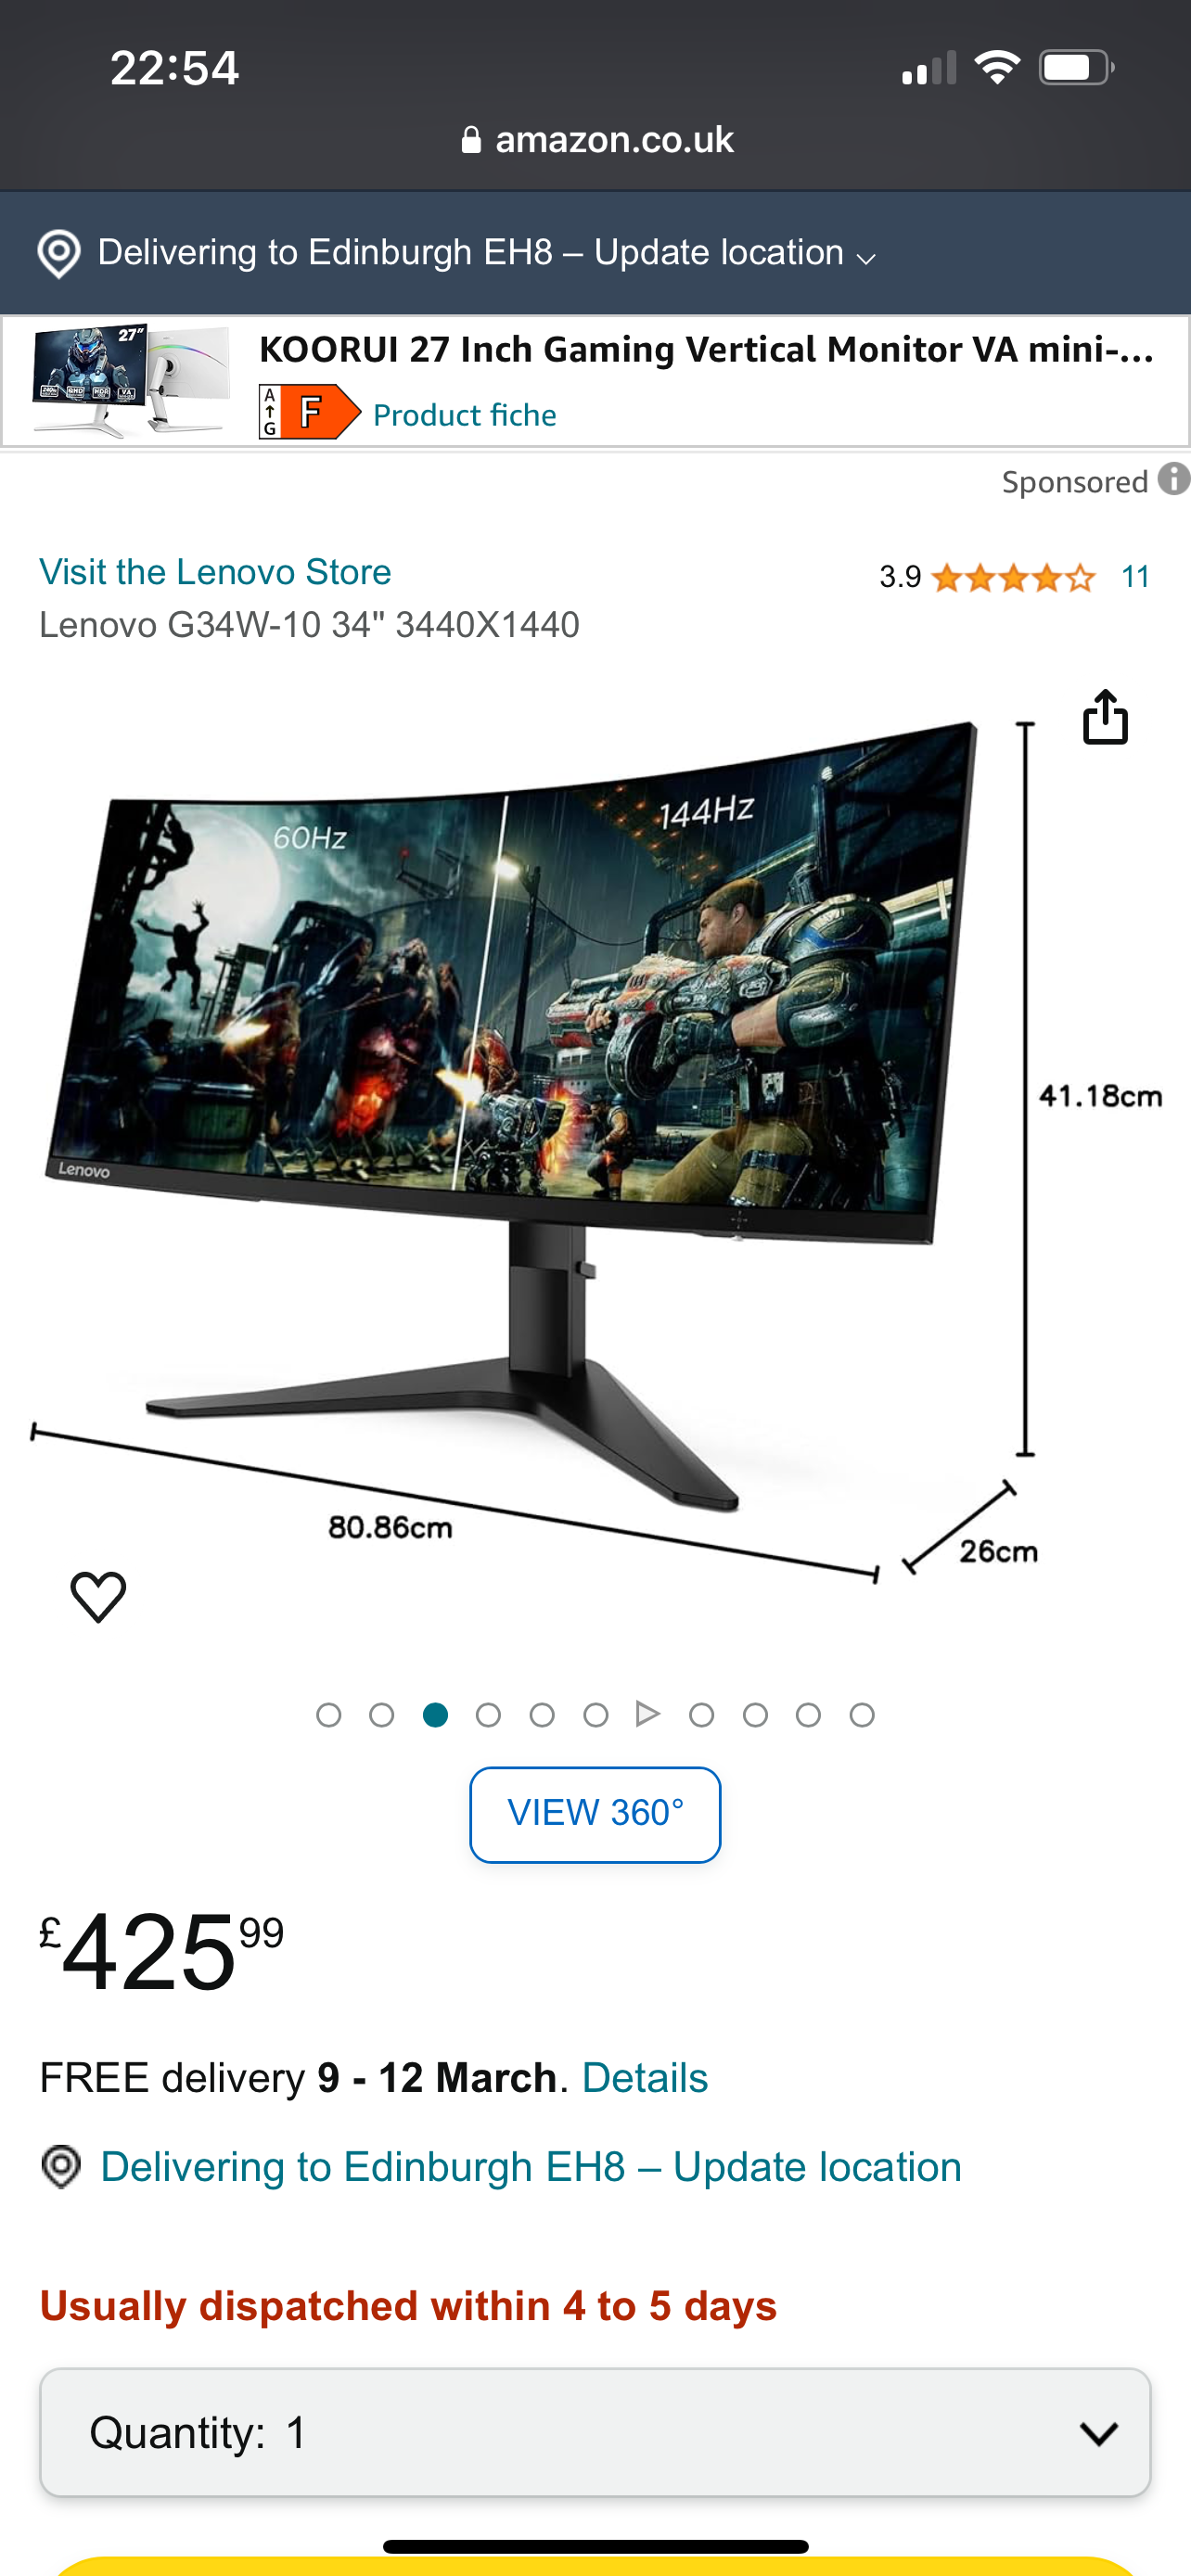 22:54
amazon.co.uk
Delivering to Edinburgh EH8 – Update location
27"
KOORUI 27 Inch Gaming Vertical Monitor VA mini-...
A
G
F
Product fiche
Sponsored
Visit the Lenovo Store
3.9
11
Lenovo G34W-10 34" 3440X1440
60Hz
144Hz
41.18cm
Lenovo
80.86cm
26cm
VIEW 360°
£425 99
FREE delivery 9 - 12 March. Details
Delivering to Edinburgh EH8 – Update location
Usually dispatched within 4 to 5 days
Quantity: 1